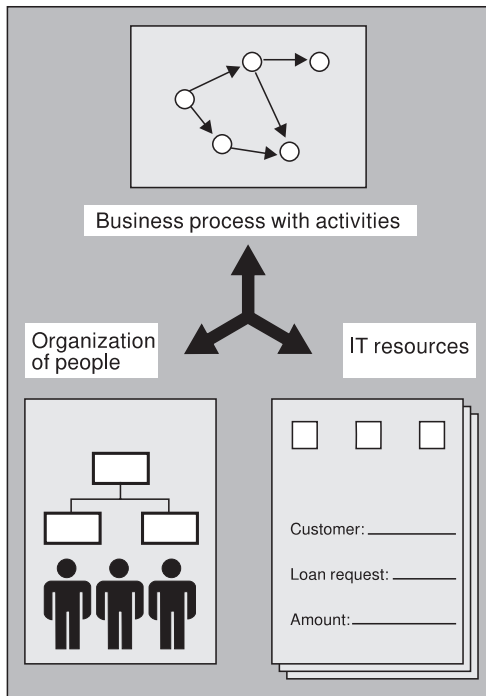 Business process with activities
Organization
of people
IT resources
Customer:
Loan request:
Amount: